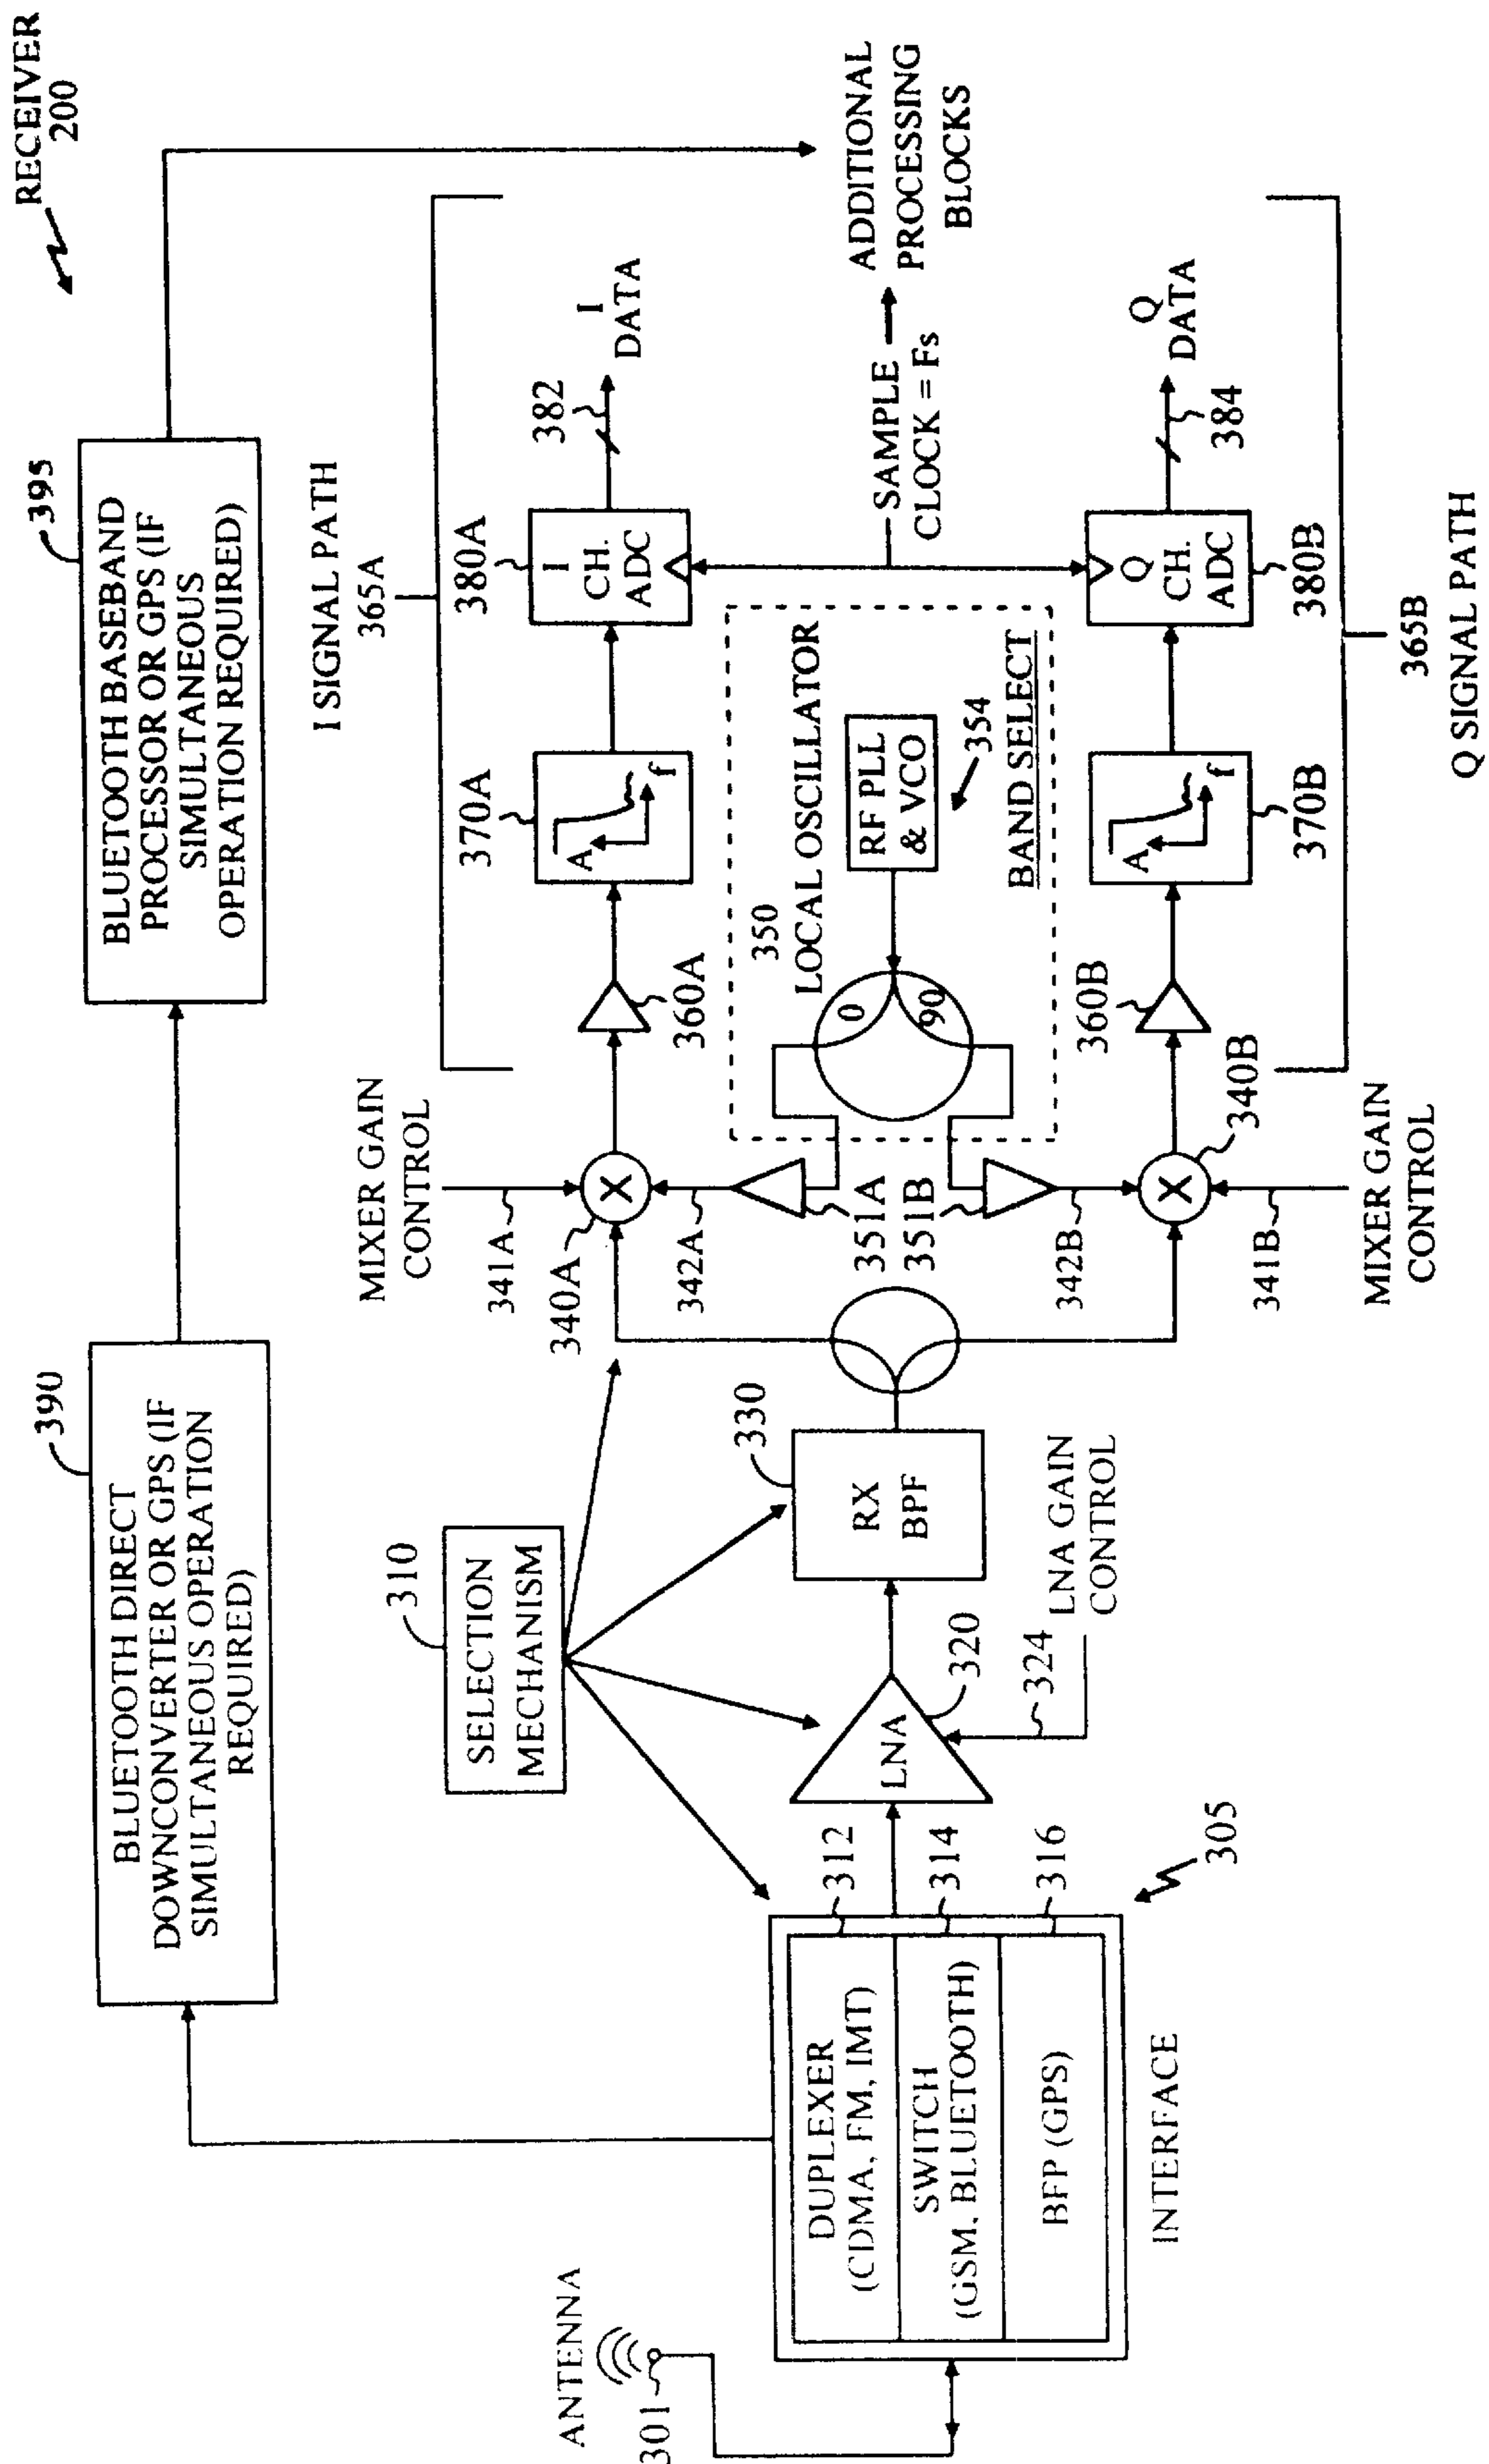 RECEIVER
200
395
BLUETOOTH BASEBAND
PROCESSOR OR GPS (IF
SIMULTANEOUS
OPERATION REQUIRED)
390
BLUETOOTH DIRECT
DOWNCONVERTER OR GPS (IF
SIMULTANEOUS OPERATION
REQUIRED)
I SIGNAL PATH
365A
310
SELECTION
MECHANISM
MIXER GAIN
CONTROL
341A
340A
342A
360A
370A
A
f
380A
I
CH.
ADC
382
I
DATA
ANTENNA
301
DUPLEXER
(CDMA, FM, IMT)
SWITCH
(GSM, BLUETOOTH)
BFP (GPS)
312
314
316
305
INTERFACE
LNA
320
324
LNA GAIN
CONTROL
330
RX
BPF
351A
351B
350
LOCAL OSCILLATOR
0
90
RF PLL
& VCO
354
BAND SELECT
SAMPLE
CLOCK = Fs
ADDITIONAL
PROCESSING
BLOCKS
342B
341B
340B
MIXER GAIN
CONTROL
360B
A
f
370B
Q
CH.
ADC
380B
384
Q
DATA
365B
Q SIGNAL PATH